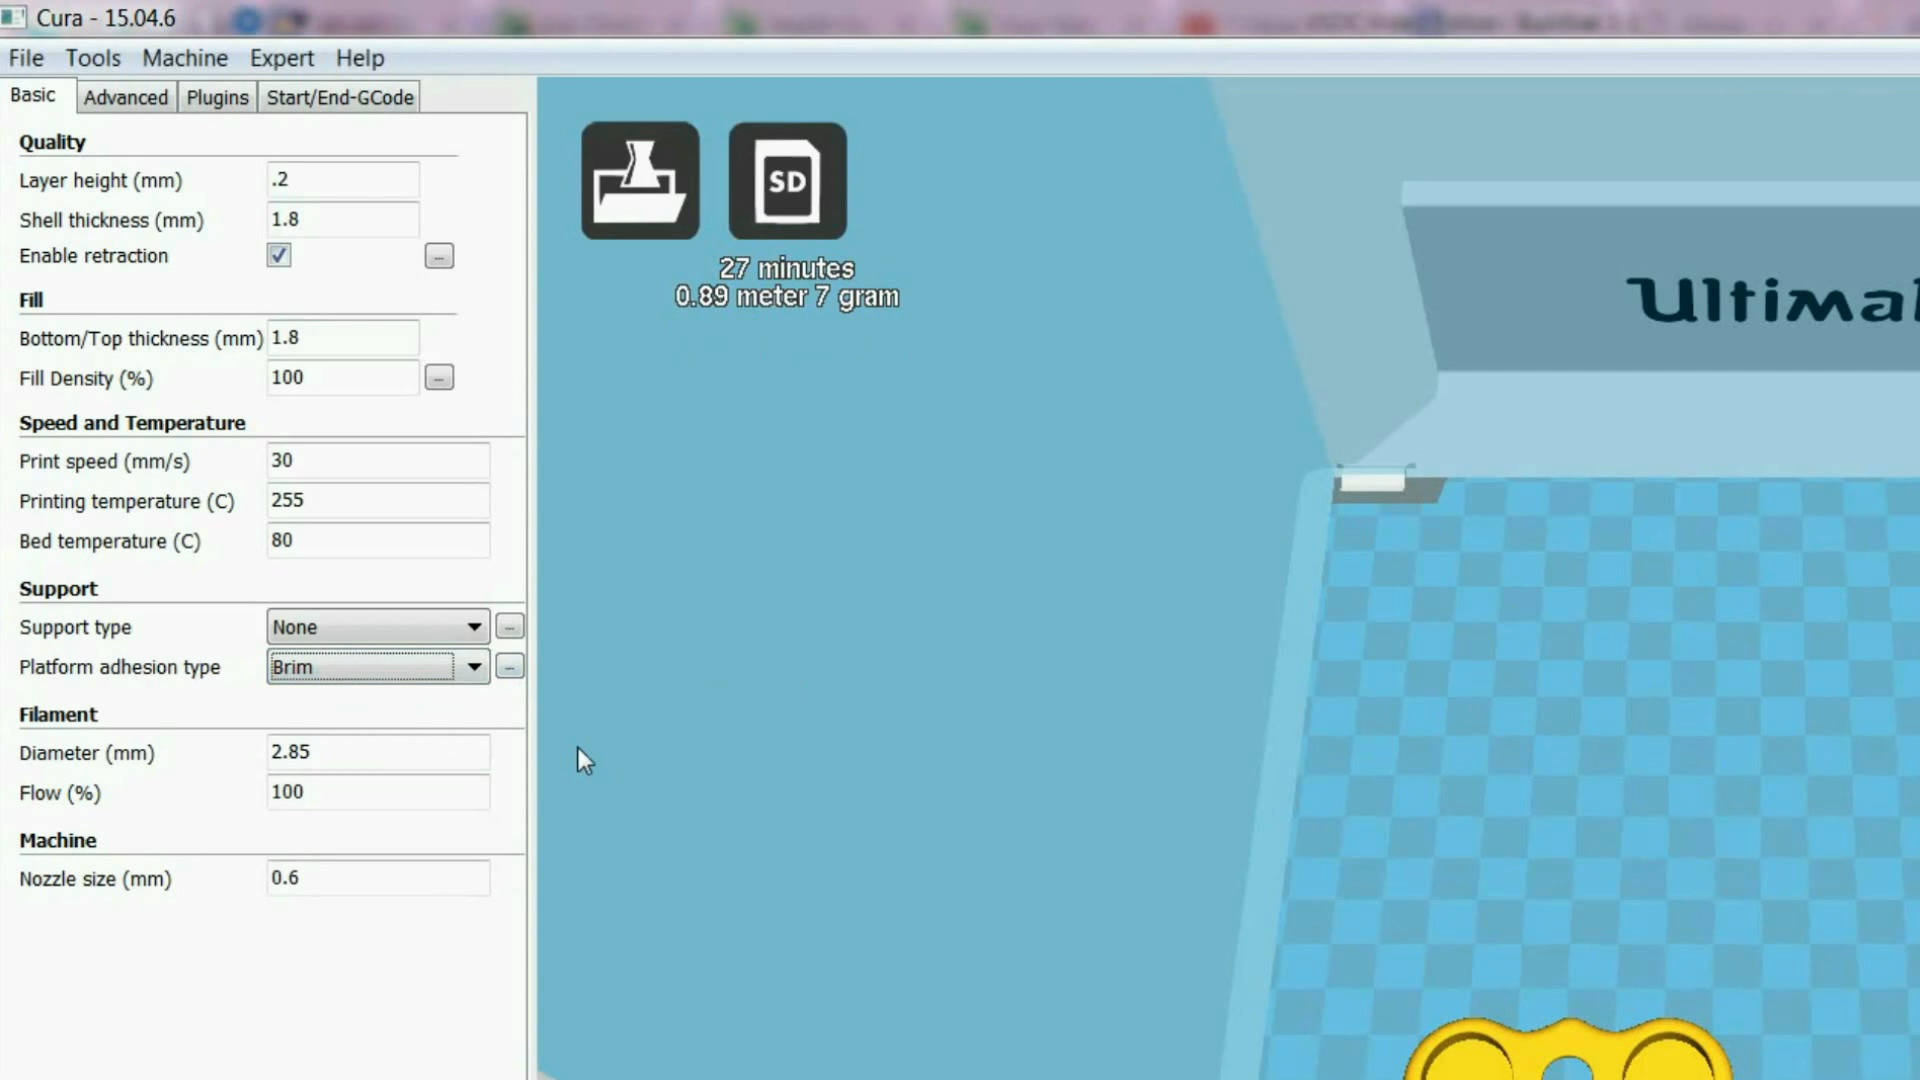 Cura - 15.04.6
File Tools Machine Expert Help
Basic Advanced Plugins Start/End-GCode
Quality
Layer height (mm) .2
Shell thickness (mm) 1.8
Enable retraction ...
Fill
Bottom/Top thickness (mm) 1.8
Fill Density (%) 100 ...
Speed and Temperature
Print speed (mm/s) 30
Printing temperature (C) 255
Bed temperature (C) 80
Support
Support type None ...
Platform adhesion type Brim ...
Filament
Diameter (mm) 2.85
Flow (%) 100
Machine
Nozzle size (mm) 0.6
SD
27 minutes
0.89 meter 7 gram